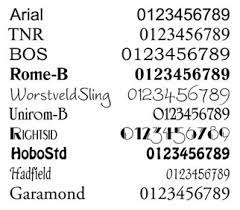 Arial 0123456789
TNR 0123456789
BOS 0123456789
Rome-B 0123456789
WorstveldSling 0123456789
Unirom-B 0123456789
Rightsid 0123456789
HoboStd 0123456789
Hadfield 0123456789
Garamond 0123456789